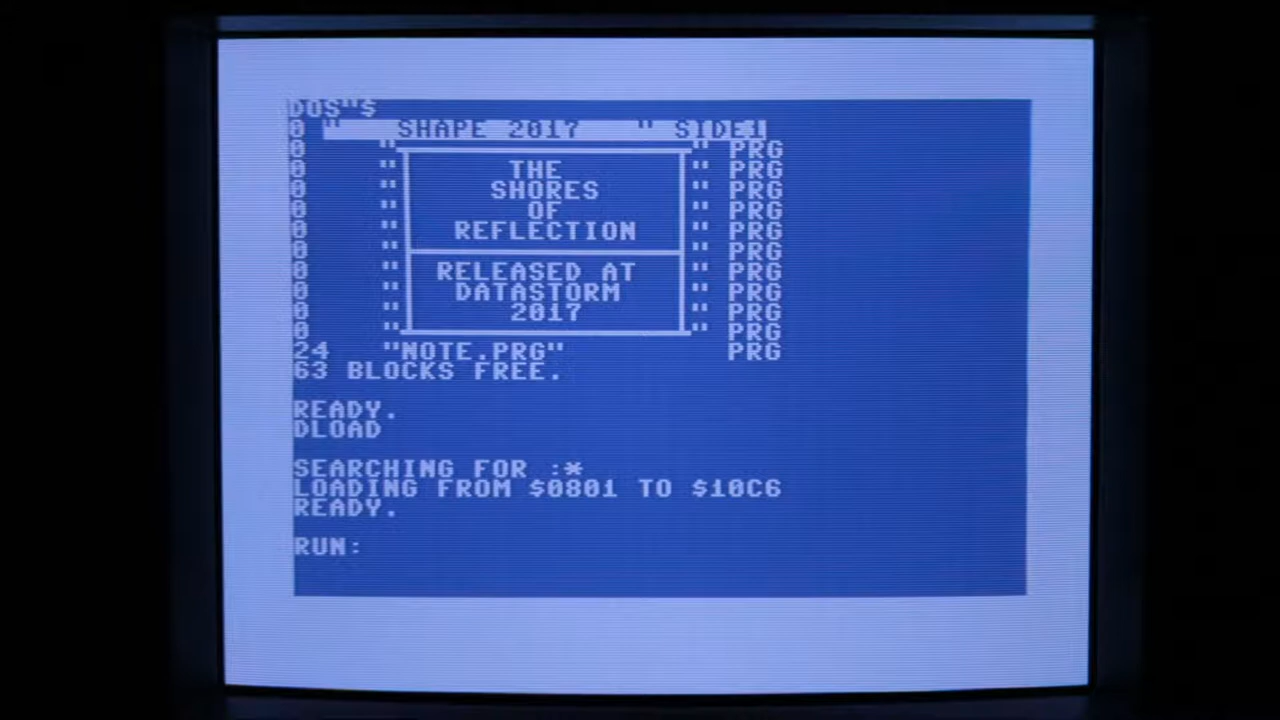 DOS"$
0 "    SHAPE 2017    " SIDE1
0 "" PRG
0 " THE " PRG
0 " SHORES " PRG
0 " OF " PRG
0 " REFLECTION " PRG
0 "" PRG
0 " RELEASED AT " PRG
0 " DATASTORM " PRG
0 " 2017 " PRG
0 "" PRG
24 "NOTE.PRG" PRG
63 BLOCKS FREE.
READY.
DLOAD
SEARCHING FOR :*
LOADING FROM $0801 TO $10C6
READY.
RUN: